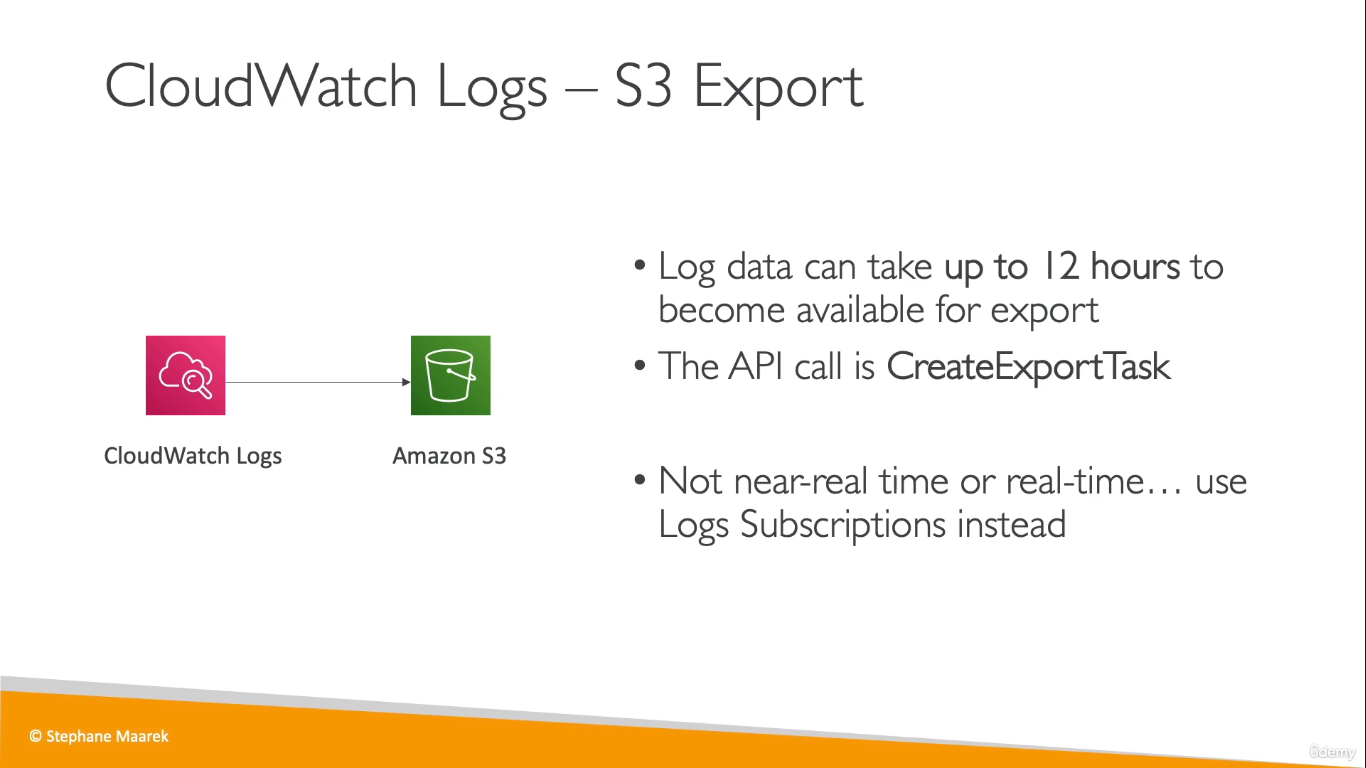 CloudWatch Logs – S3 Export
• Log data can take up to 12 hours to
become available for export
• The API call is CreateExportTask
• Not near-real time or real-time… use
Logs Subscriptions instead
CloudWatch Logs
Amazon S3
© Stephane Maarek
ûdemy